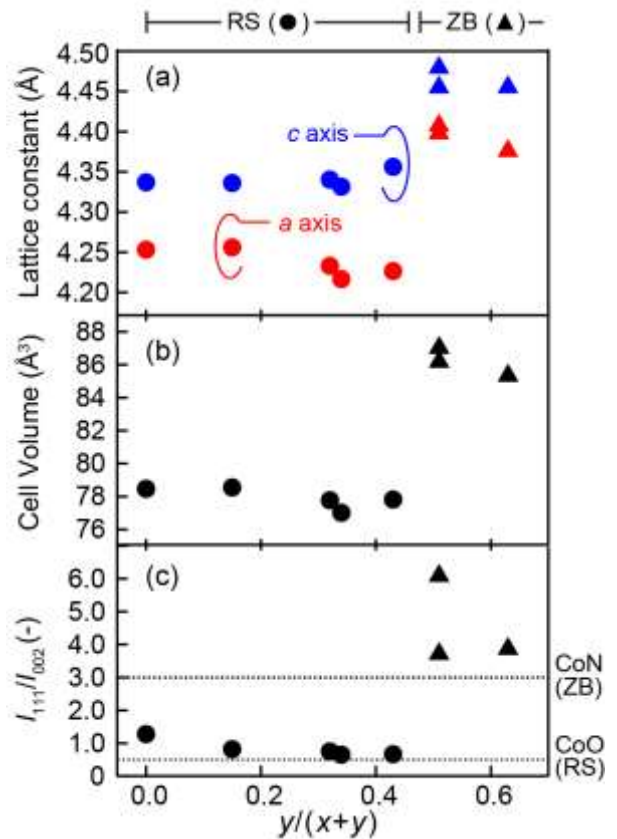 RS (●) ZB (▲)
(a)
Lattice constant (Å)
4.50
4.45
4.40
4.35
4.30
4.25
4.20
c axis
a axis
(b)
Cell Volume (Å³)
88
86
84
82
80
78
76
(c)
I₁₁₁/I₀₀₂ (-)
6.0
5.0
4.0
3.0
2.0
1.0
0
CoN
(ZB)
CoO
(RS)
0.0 0.2 0.4 0.6
y/(x+y)